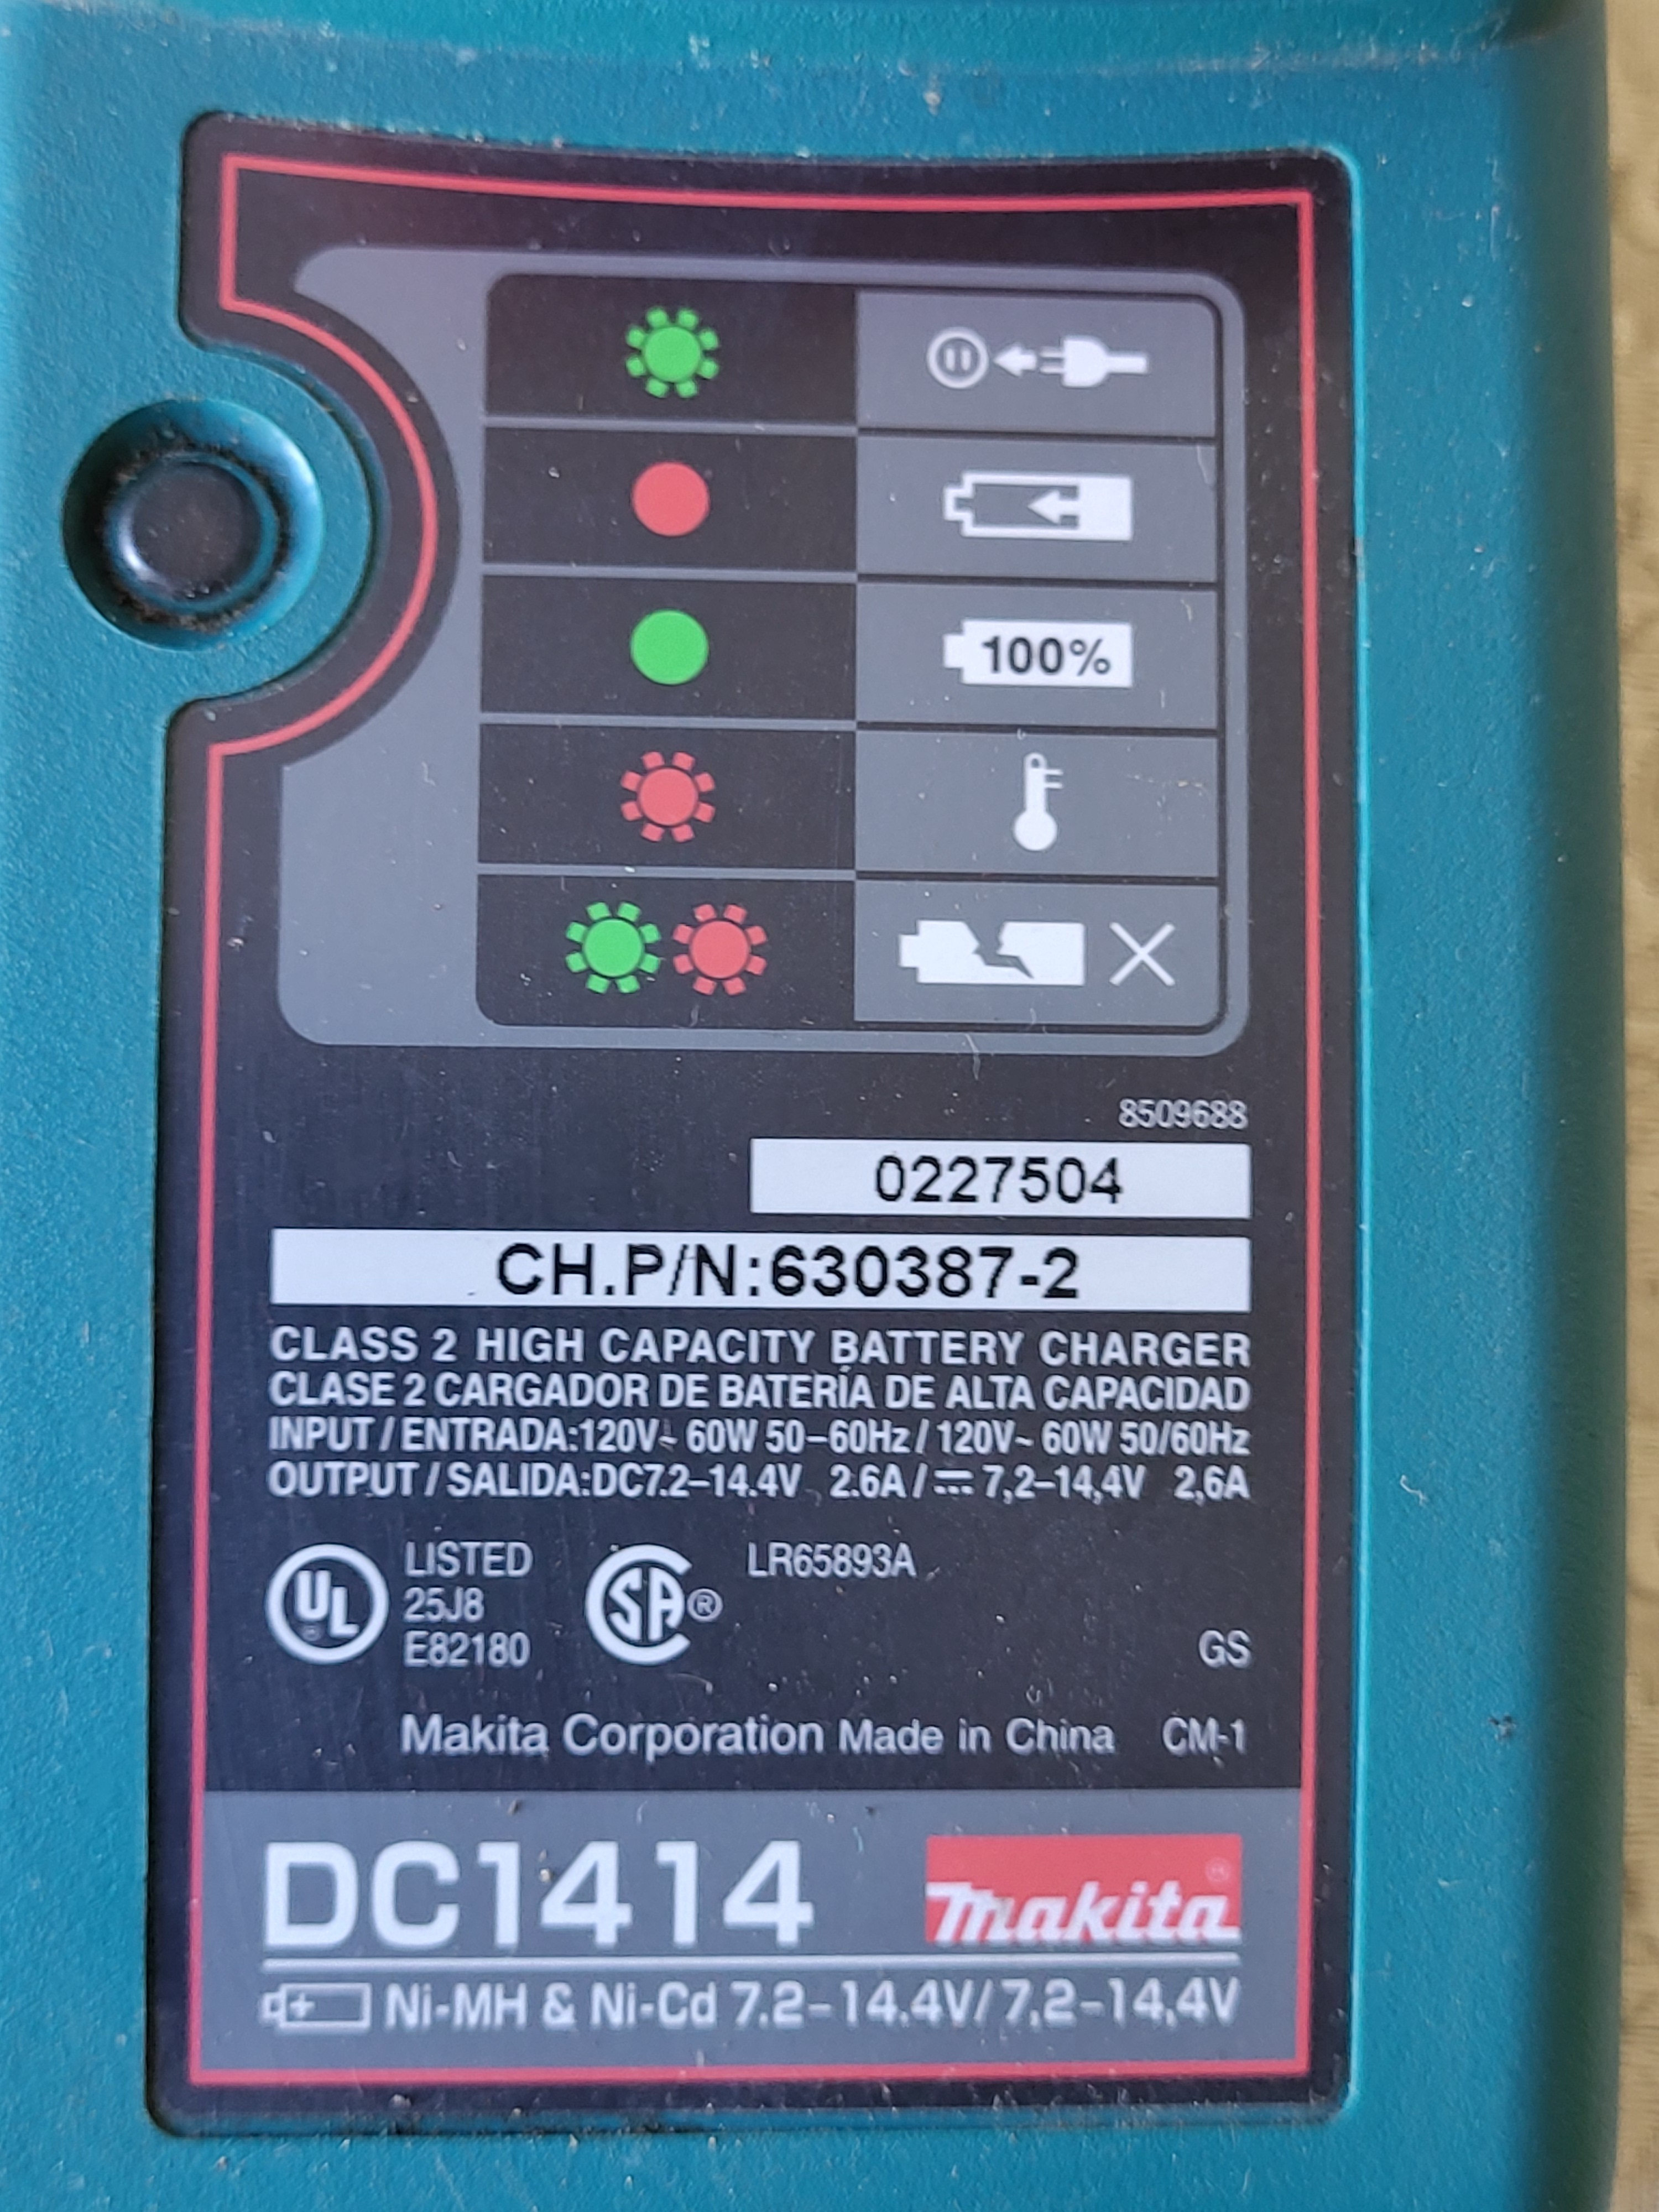 100%
8509688
0227504
CH.P/N:630387-2
CLASS 2 HIGH CAPACITY BATTERY CHARGER
CLASE 2 CARGADOR DE BATERÍA DE ALTA CAPACIDAD
INPUT / ENTRADA:120V~ 60W 50–60Hz / 120V~ 60W 50/60Hz
OUTPUT / SALIDA:DC7.2–14.4V 2.6A / ⎓ 7,2–14,4V 2,6A
UL LISTED
25J8
E82180
SA® LR65893A
GS
Makita Corporation Made in China CM-1
DC1414 makita®
Ni-MH & Ni-Cd 7.2–14.4V/7,2–14,4V